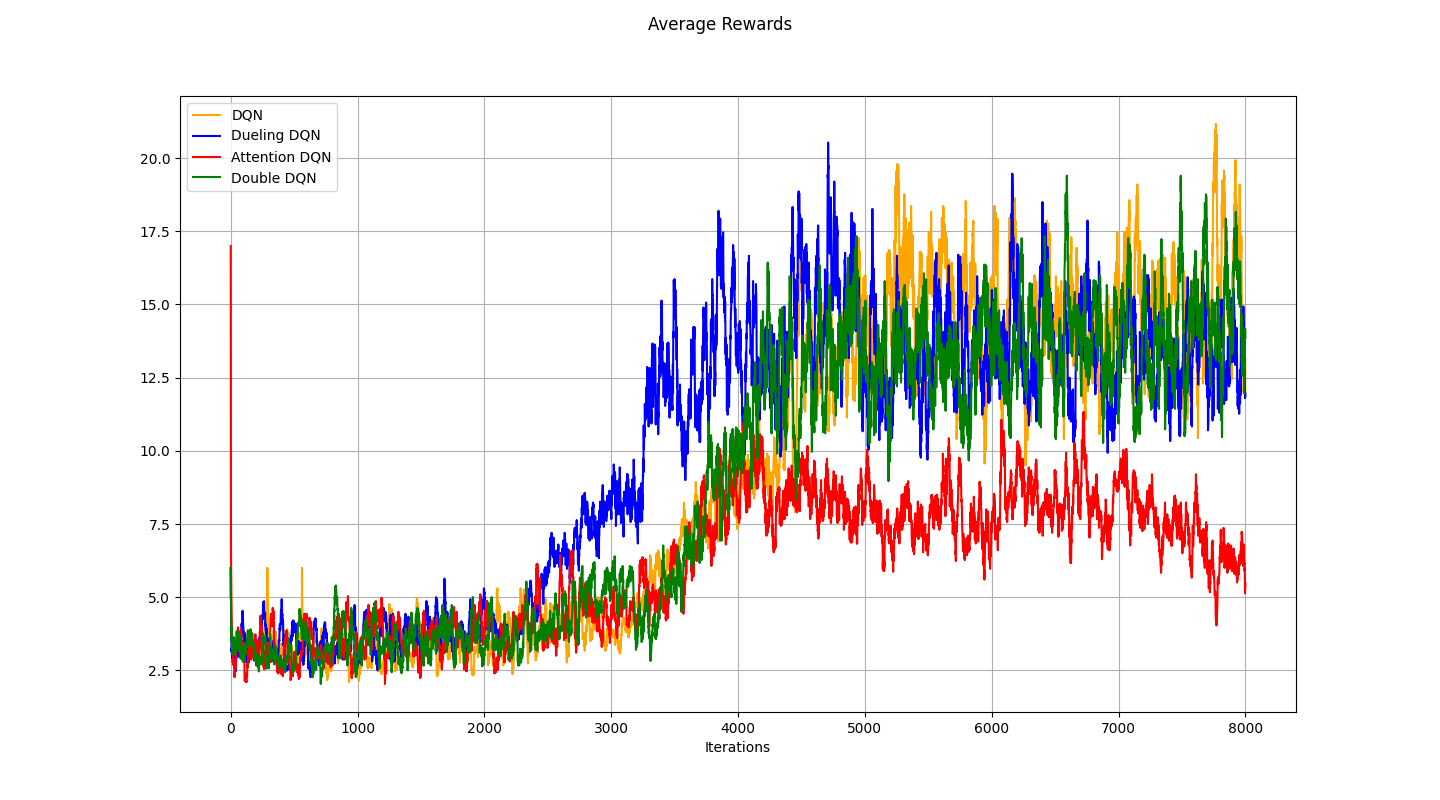 Average Rewards
DQN
Dueling DQN
Attention DQN
Double DQN
20.0
17.5
15.0
12.5
10.0
7.5
5.0
2.5
0 1000 2000 3000 4000 5000 6000 7000 8000
Iterations